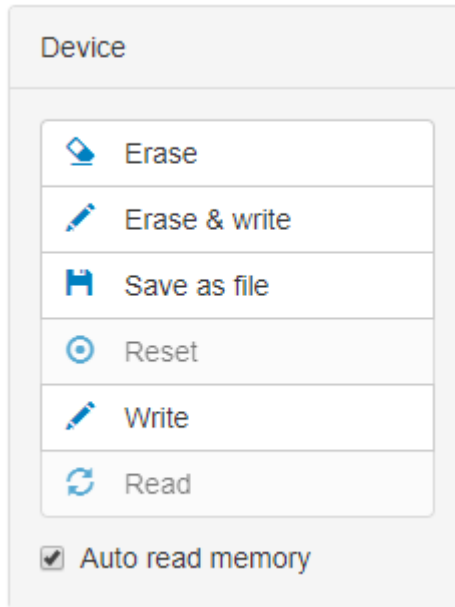 Device
Erase
Erase & write
Save as file
Reset
Write
Read
Auto read memory